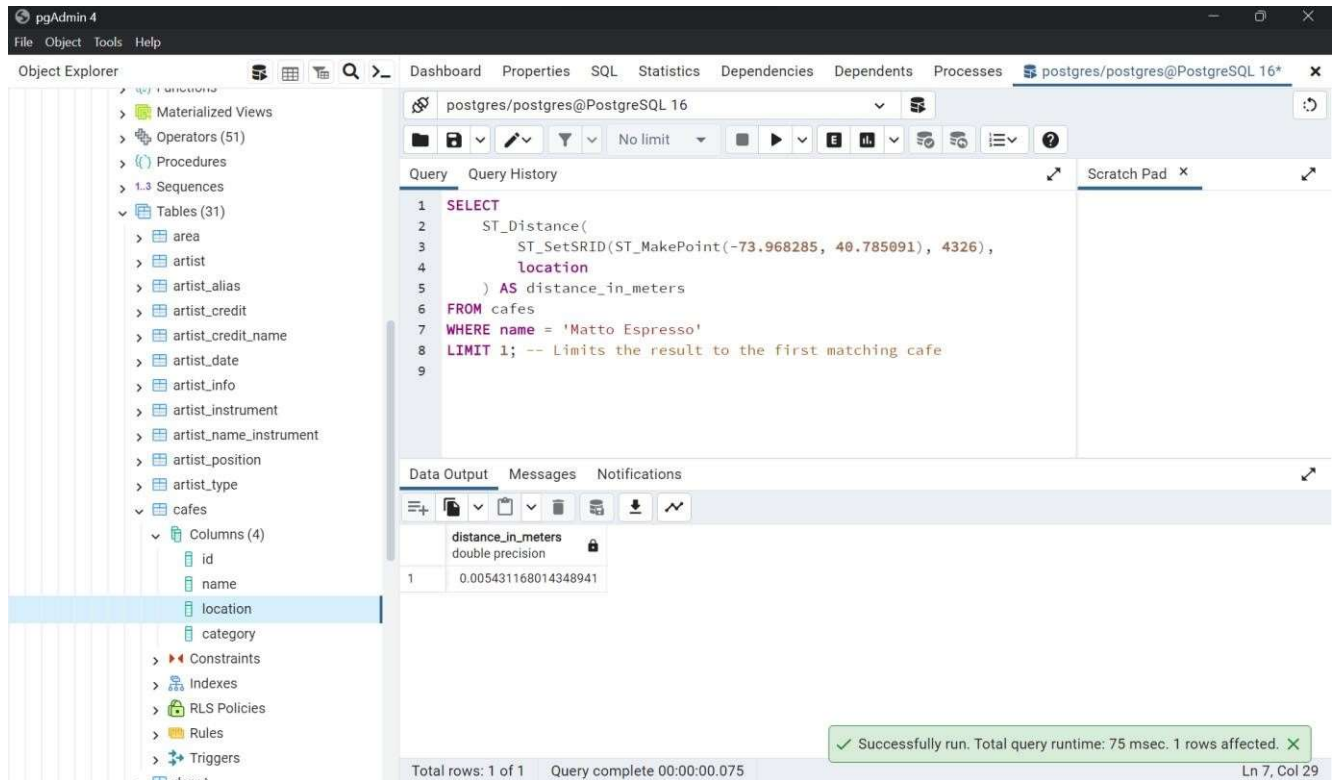 pgAdmin 4
File Object Tools Help
Object Explorer
Dashboard Properties SQL Statistics Dependencies Dependents Processes postgres/postgres@PostgreSQL 16*
Materialized Views
Operators (51)
Procedures
1..3 Sequences
Tables (31)
area
artist
artist_alias
artist_credit
artist_credit_name
artist_date
artist_info
artist_instrument
artist_name_instrument
artist_position
artist_type
cafes
Columns (4)
id
name
location
category
Constraints
Indexes
RLS Policies
Rules
Triggers
postgres/postgres@PostgreSQL 16
No limit
E
Query Query History
Scratch Pad
1 SELECT
2 ST_Distance(
3 ST_SetSRID(ST_MakePoint(-73.968285, 40.785091), 4326),
4 location
5 ) AS distance_in_meters
6 FROM cafes
7 WHERE name = 'Matto Espresso'
8 LIMIT 1; -- Limits the result to the first matching cafe
9
Data Output Messages Notifications
distance_in_meters
double precision
1 0.005431168014348941
Successfully run. Total query runtime: 75 msec. 1 rows affected.
Total rows: 1 of 1 Query complete 00:00:00.075 Ln 7, Col 29